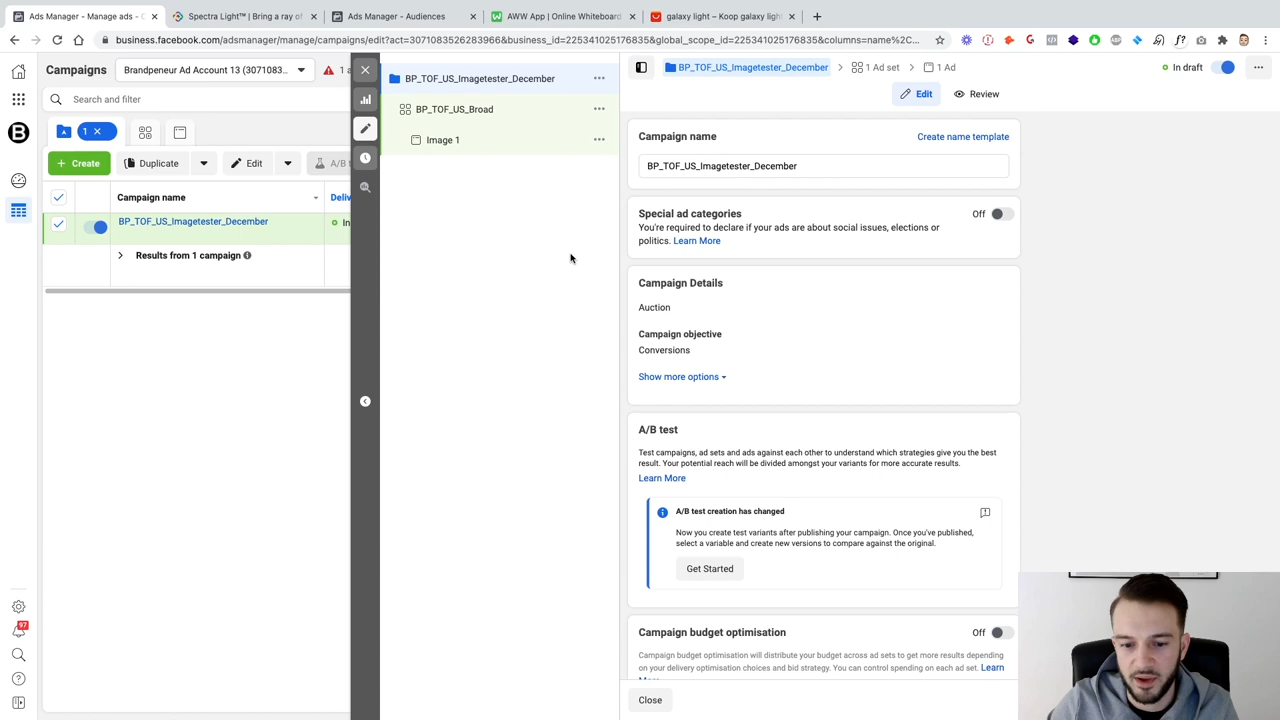 Ads Manager - Manage ads - C
Spectra Light™ | Bring a ray of
Ads Manager - Audiences
AWW App | Online Whiteboard
galaxy light – Koop galaxy light
business.facebook.com/adsmanager/manage/campaigns/edit?act=3071083526283966&business_id=225341025176835&global_scope_id=225341025176835&columns=name%2C...
Campaigns
Brandpeneur Ad Account 13 (3071083...
Search and filter
1
Create
Duplicate
Edit
A/B t
Campaign name
Deliv
BP_TOF_US_Imagetester_December
In
Results from 1 campaign
97
BP_TOF_US_Imagetester_December
BP_TOF_US_Broad
Image 1
BP_TOF_US_Imagetester_December
1 Ad set
1 Ad
In draft
Edit
Review
Campaign name
Create name template
BP_TOF_US_Imagetester_December
Special ad categories
Off
You're required to declare if your ads are about social issues, elections or
politics. Learn More
Campaign Details
Auction
Campaign objective
Conversions
Show more options
A/B test
Test campaigns, ad sets and ads against each other to understand which strategies give you the best
result. Your potential reach will be divided amongst your variants for more accurate results.
Learn More
A/B test creation has changed
Now you create test variants after publishing your campaign. Once you've published,
select a variable and create new versions to compare against the original.
Get Started
Campaign budget optimisation
Off
Campaign budget optimisation will distribute your budget across ad sets to get more results depending
on your delivery optimisation choices and bid strategy. You can control spending on each ad set. Learn
Close